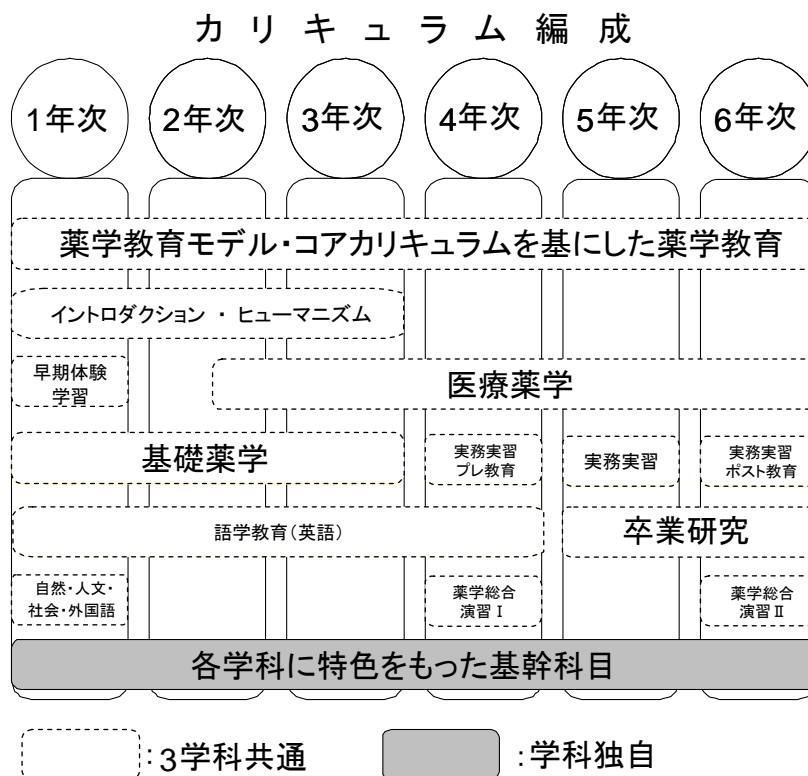 カリキュラム編成
1年次 2年次 3年次 4年次 5年次 6年次
薬学教育モデル・コアカリキュラムを基にした薬学教育
イントロダクション ・ ヒューマニズム
早期体験
学習
医療薬学
基礎薬学
実務実習
プレ教育
実務実習
実務実習
ポスト教育
語学教育(英語)
卒業研究
自然・人文・
社会・外国語
薬学総合
演習Ⅰ
薬学総合
演習Ⅱ
各学科に特色をもった基幹科目
:3学科共通
:学科独自